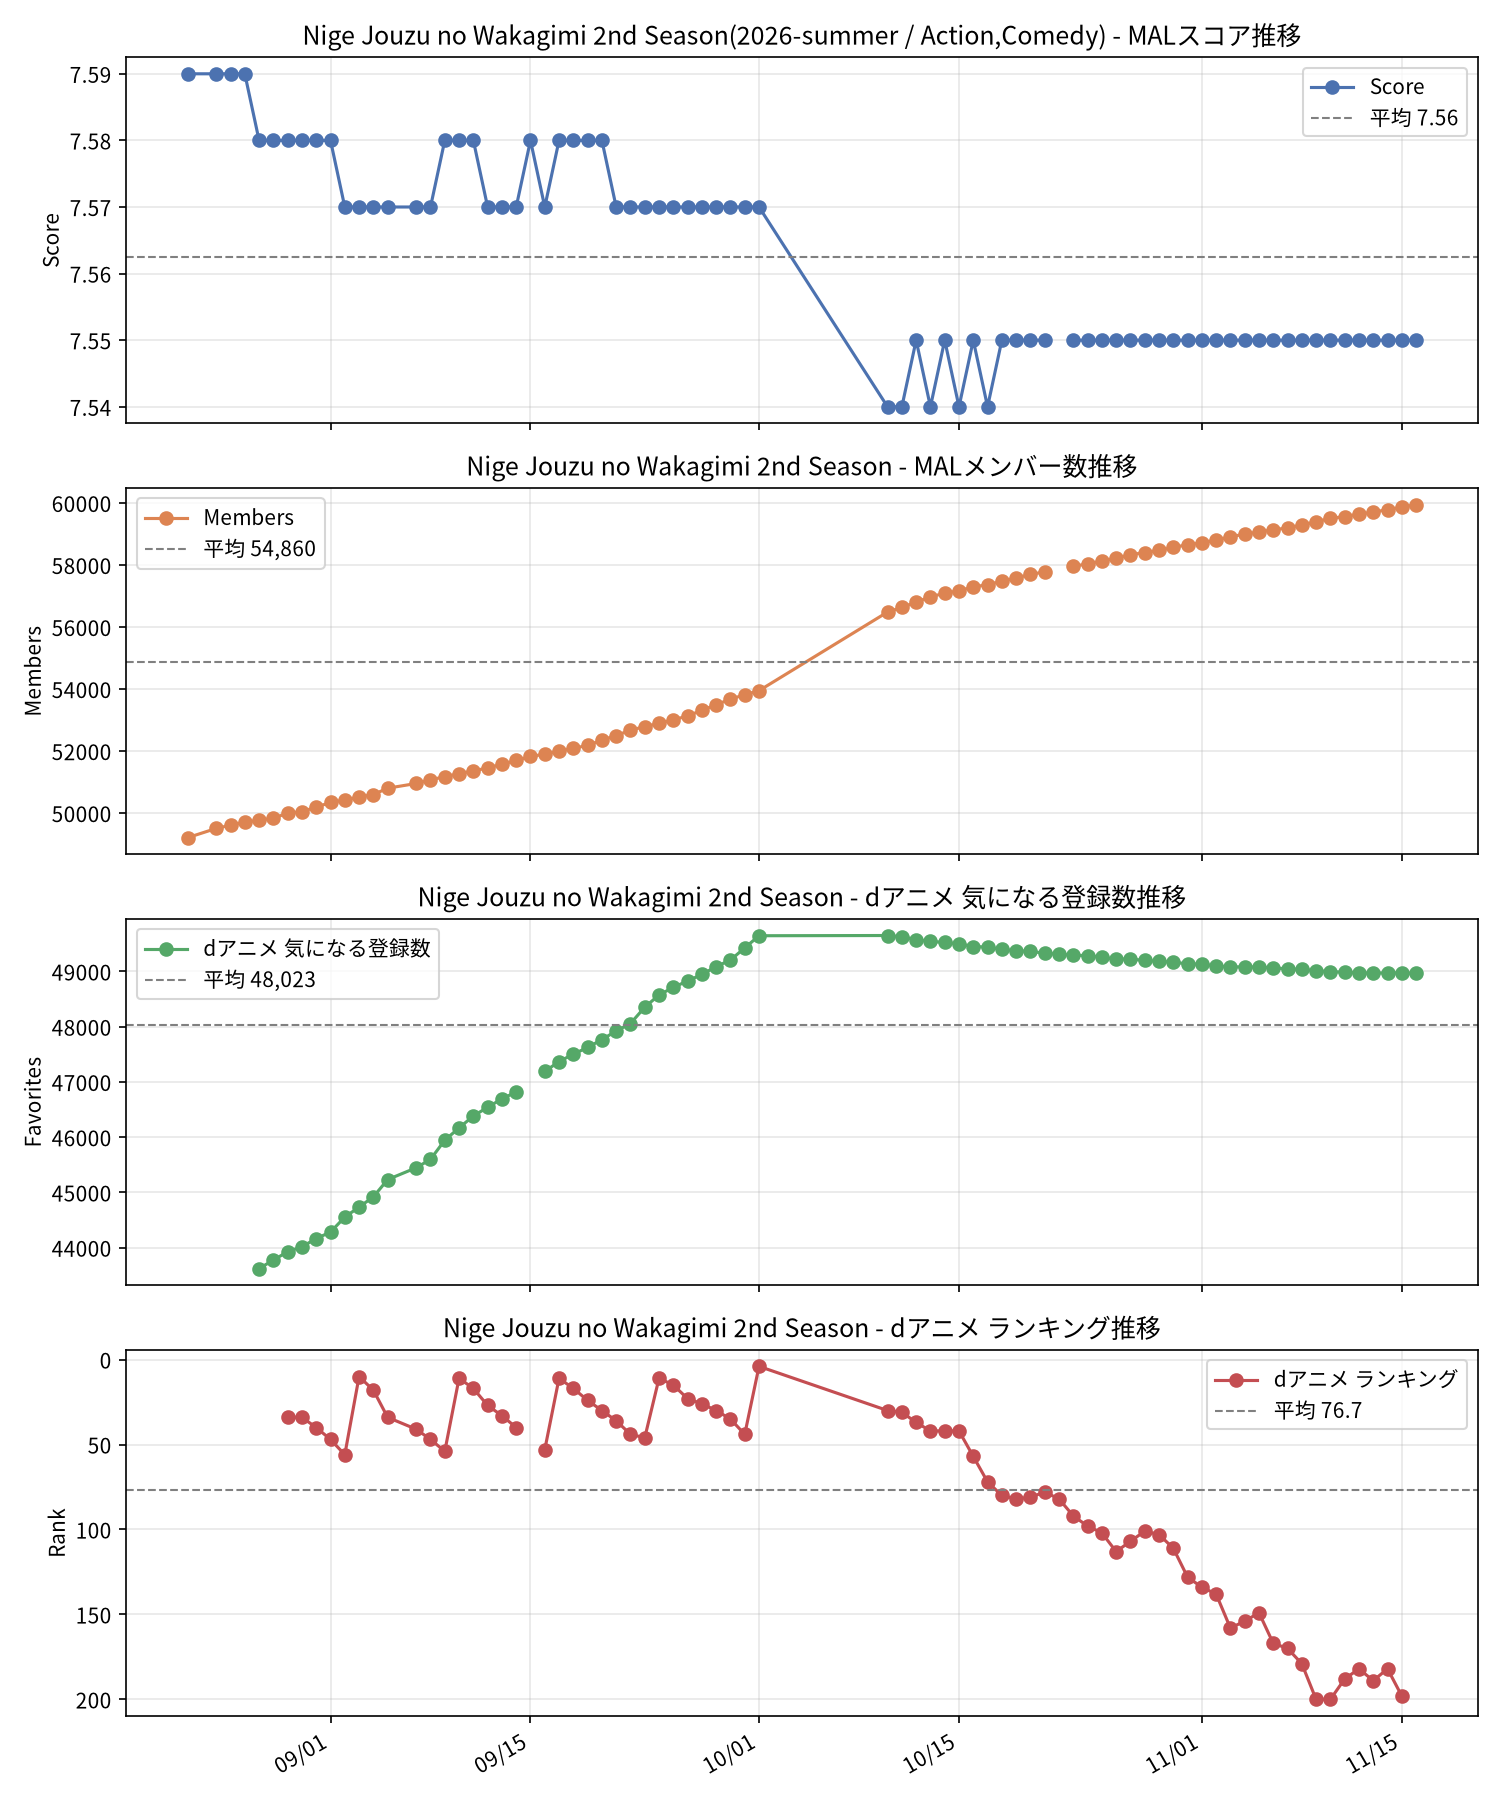 Nige Jouzu no Wakagimi 2nd Season(2026-summer / Action,Comedy) - MALスコア推移
Score
平均 7.56
Score
7.59
7.58
7.57
7.56
7.55
7.54
Nige Jouzu no Wakagimi 2nd Season - MALメンバー数推移
Members
平均 54,860
Members
60000
58000
56000
54000
52000
50000
Nige Jouzu no Wakagimi 2nd Season - dアニメ 気になる登録数推移
dアニメ 気になる登録数
平均 48,023
Favorites
49000
48000
47000
46000
45000
44000
Nige Jouzu no Wakagimi 2nd Season - dアニメ ランキング推移
dアニメ ランキング
平均 76.7
Rank
0
50
100
150
200
09/01
09/15
10/01
10/15
11/01
11/15